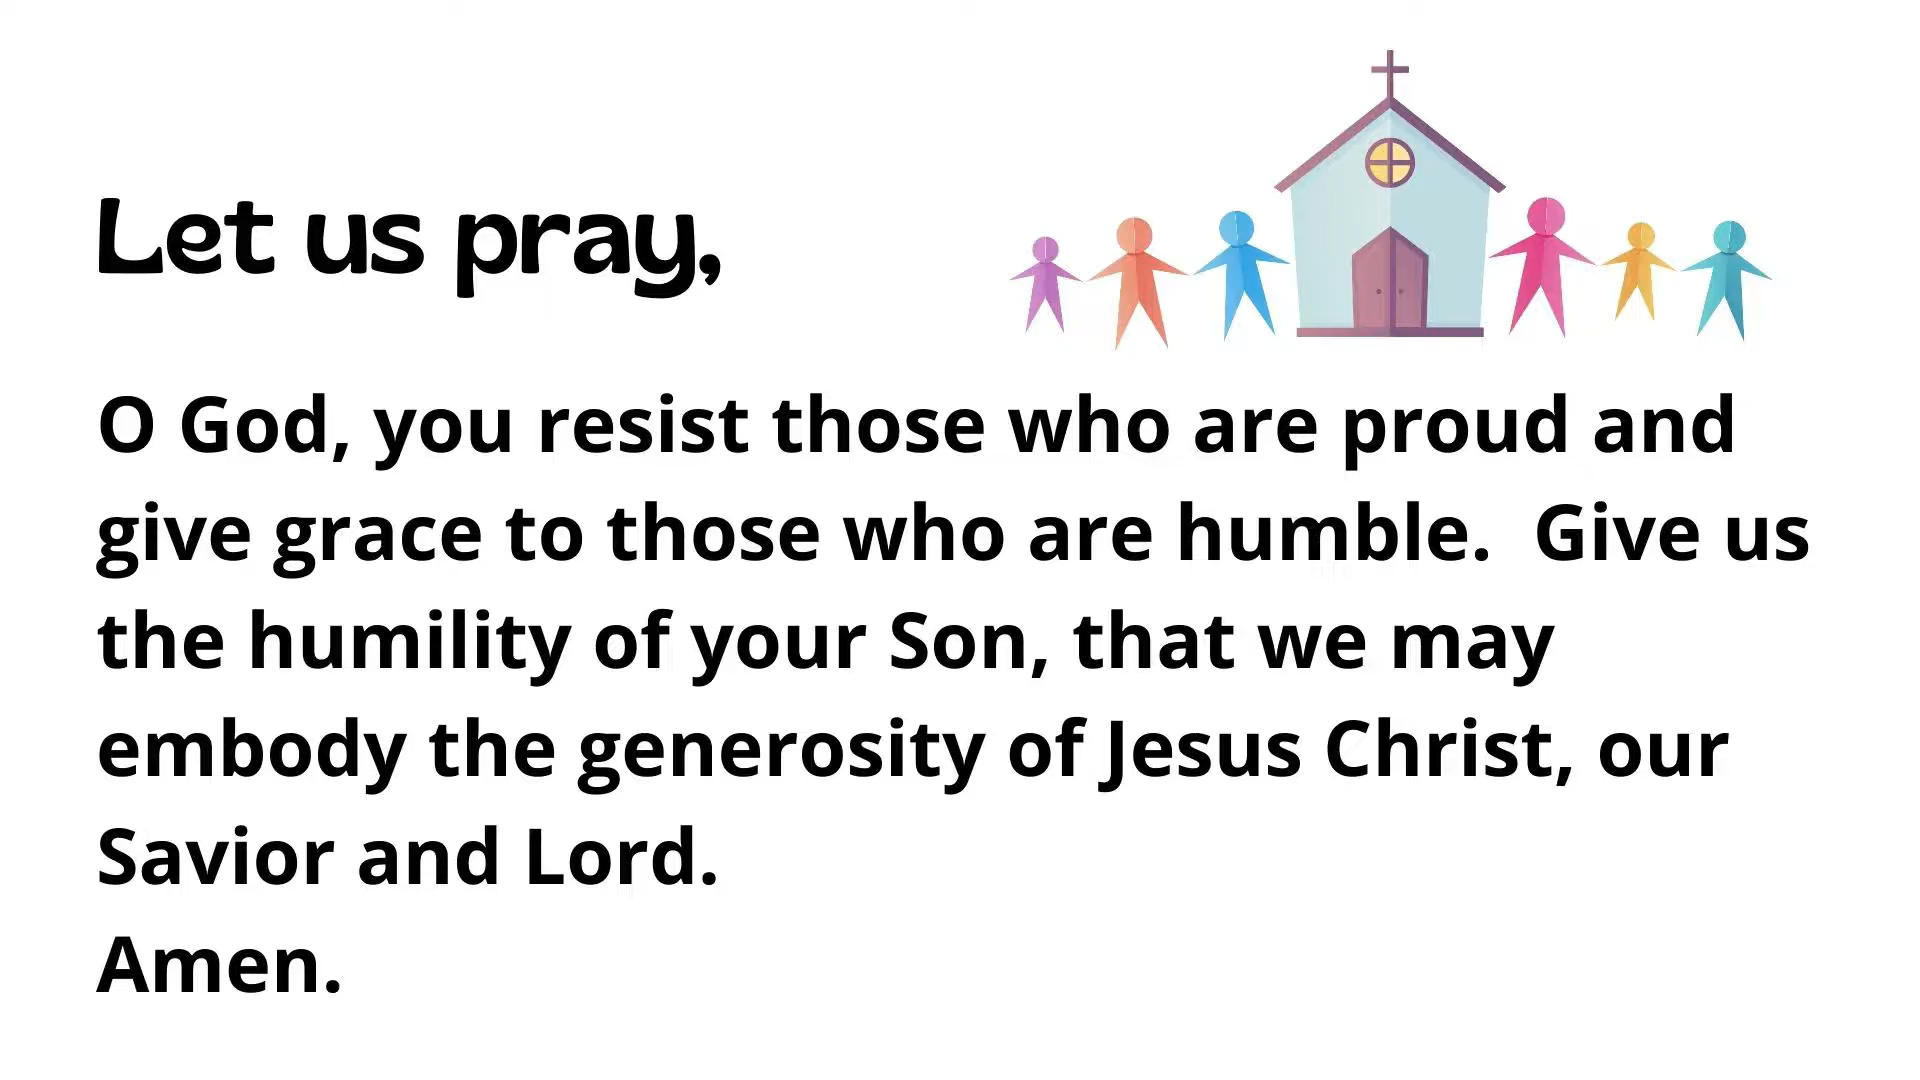 Let us pray,
O God, you resist those who are proud and
give grace to those who are humble.  Give us
the humility of your Son, that we may
embody the generosity of Jesus Christ, our
Savior and Lord.
Amen.